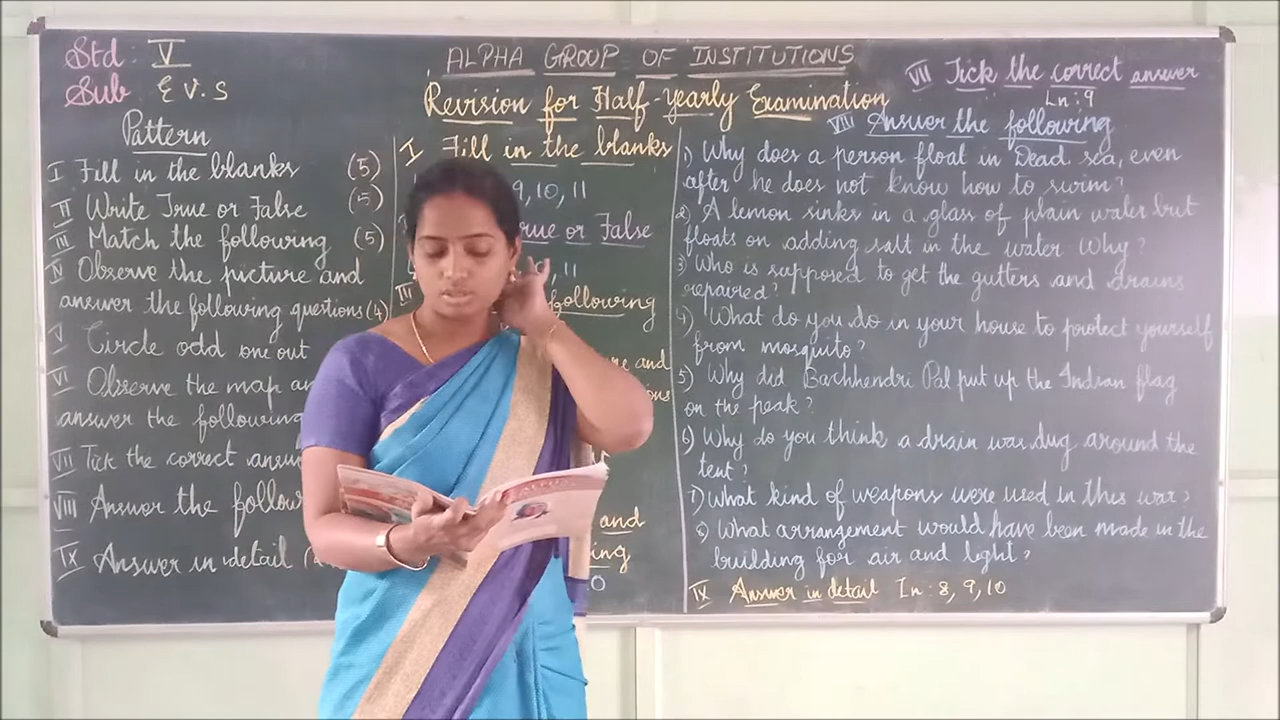 Std : V
Sub : E V.S
Pattern
I Fill in the blanks (5)
II Write True or False (5)
III Match the following (5)
IV Observe the picture and
answer the following questions (4)
V Circle odd one out
VI Observe the map an
answer the following
VII Tick the correct answ
VIII Answer the follow
IX Answer in detail
ALPHA GROUP OF INSTITUTIONS
Revision for Half-yearly Examination
I Fill in the blanks
9, 10, 11
True or False
11
III following
and
and
ing
0
VII Tick the correct answer
Ln : 9
VIII Answer the following
1) Why does a person float in Dead sea, even
after he does not know how to swim?
2) A lemon sinks in a glass of plain water but
floats on adding salt in the water Why?
3) Who is supposed to get the gutters and drains
repaired?
4) What do you do in your house to protect yourself
from mosquito?
5) Why did Bachhendri Pal put up the Indian flag
on the peak?
6) Why do you think a drain was dug around the
tent?
7) What kind of weapons were used in this war?
8) What arrangement would have been made in the
building for air and light?
IX Answer in detail Ln : 8, 9, 10